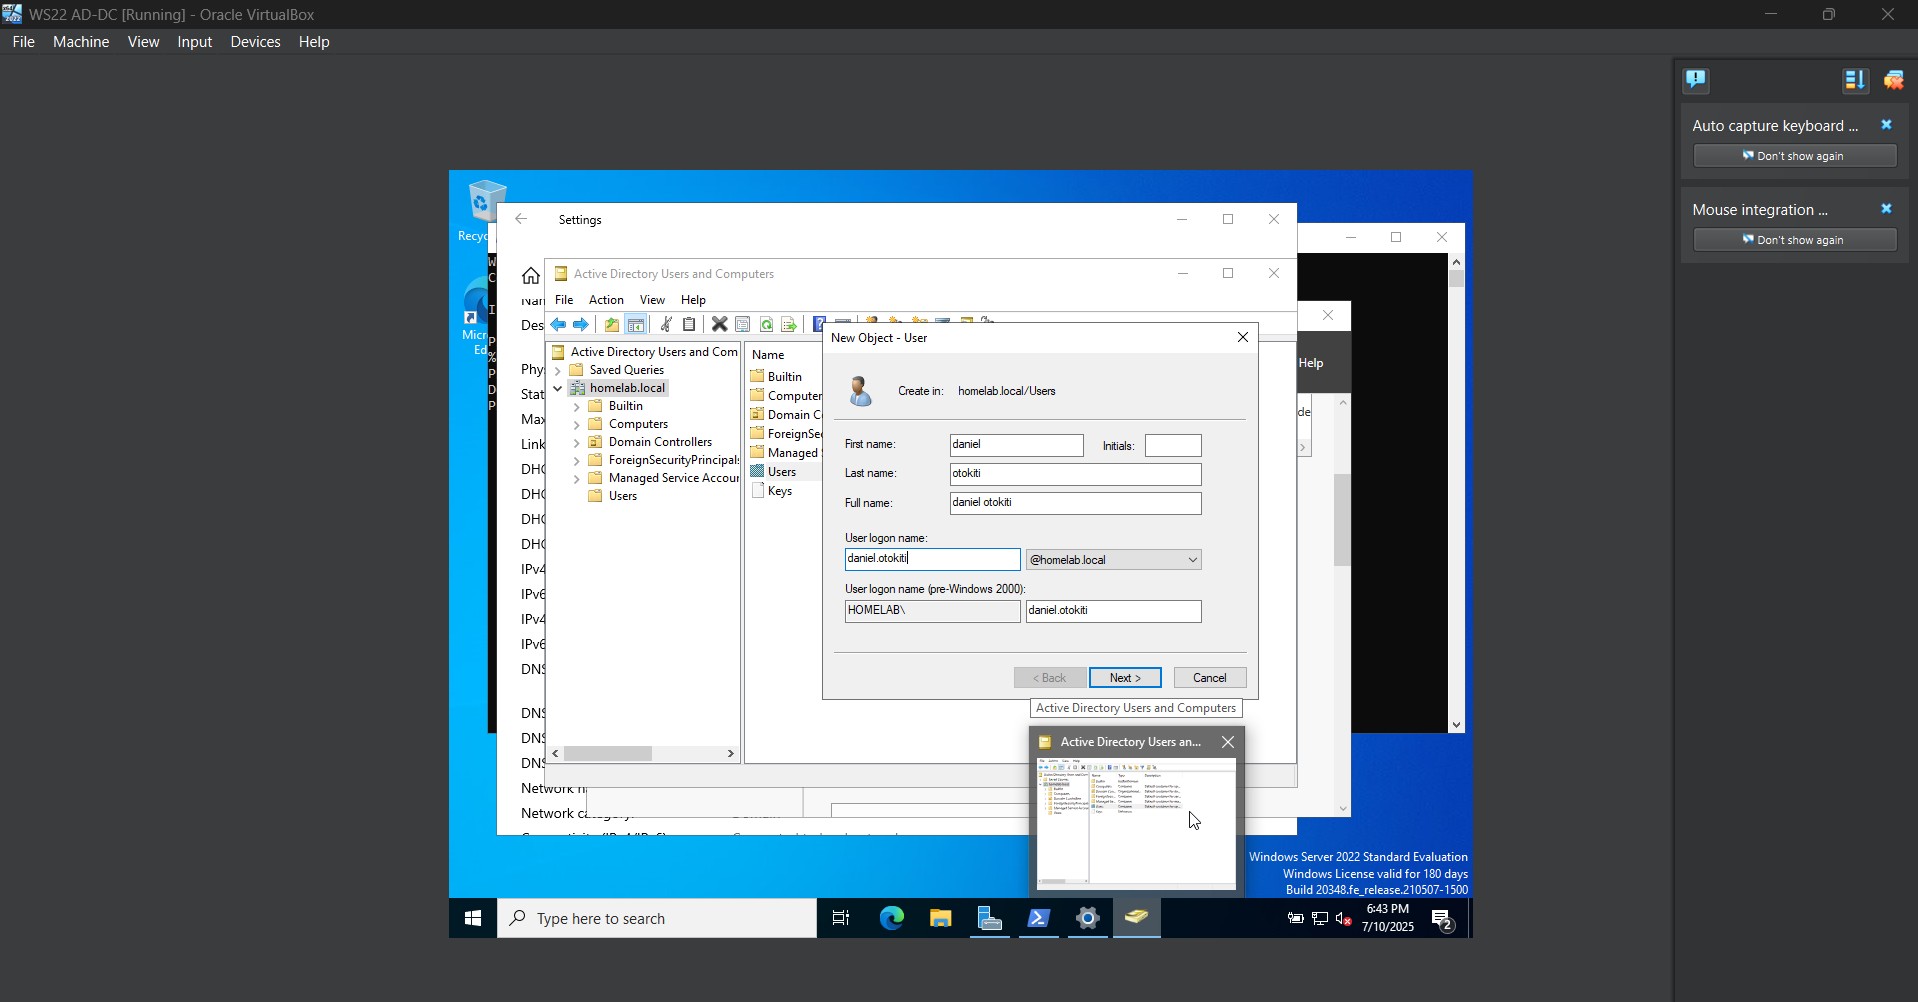 WS22 AD-DC [Running] - Oracle VirtualBox
File Machine View Input Devices Help
Auto capture keyboard ...
Don't show again
Mouse integration ...
Don't show again
Settings
Active Directory Users and Computers
File Action View Help
Active Directory Users and Com
Saved Queries
homelab.local
Builtin
Computers
Domain Controllers
ForeignSecurityPrincipal
Managed Service Accou
Users
Name
Builtin
Computer
Domain C
ForeignSe
Managed
Users
Keys
New Object - User
Create in: homelab.local/Users
First name: daniel Initials:
Last name: otokiti
Full name: daniel otokiti
User logon name:
daniel.otokiti @homelab.local
User logon name (pre-Windows 2000):
HOMELAB\ daniel.otokiti
< Back Next > Cancel
Active Directory Users and Computers
Active Directory Users an...
Help
de
Des
Phy
Stat
Max
Link
DHC
DHC
DHC
DHC
IPv4
IPv6
IPv4
IPv6
DNS
DNS
DNS
DNS
Network n
Network
Recyc
Micr
Ed
Windows Server 2022 Standard Evaluation
Windows License valid for 180 days
Build 20348.fe_release.210507-1500
Type here to search
6:43 PM
7/10/2025
2